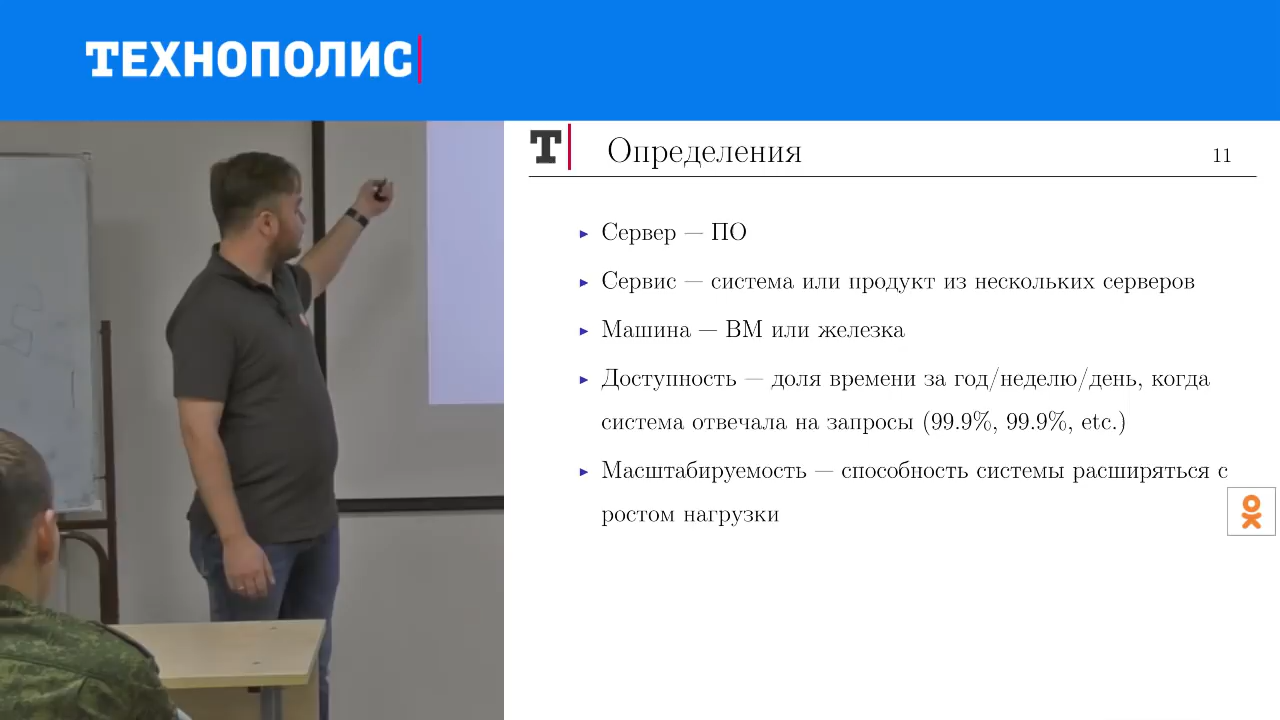 ТЕХНОПОЛИС
Т
Определения
11
Сервер — ПО
Сервис — система или продукт из нескольких серверов
Машина — ВМ или железка
Доступность — доля времени за год/неделю/день, когда
система отвечала на запросы (99.9%, 99.9%, etc.)
Масштабируемость — способность системы расширяться с
ростом нагрузки